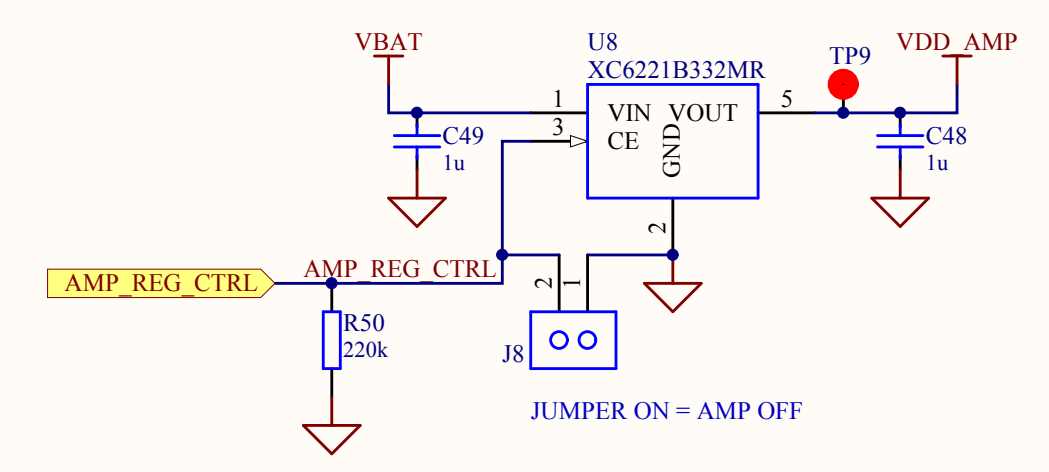 VBAT
U8
XC6221B332MR
TP9
VDD_AMP
1
VIN
VOUT
5
3
CE
GND
C49
1u
C48
1u
2
AMP_REG_CTRL
AMP_REG_CTRL
2
1
R50
220k
J8
JUMPER ON = AMP OFF